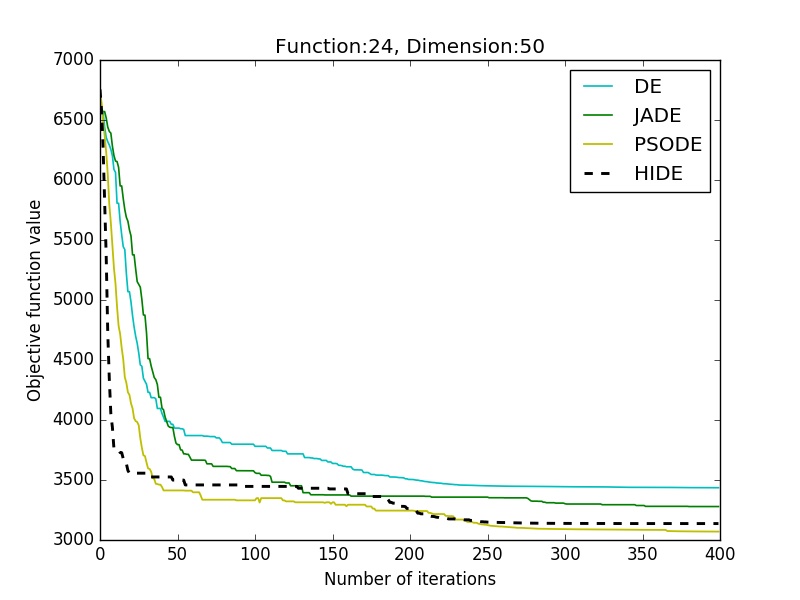 Function:24, Dimension:50
7000
6500
6000
5500
5000
4500
4000
3500
3000
Objective function value
DE
JADE
PSODE
HIDE
0 50 100 150 200 250 300 350 400
Number of iterations